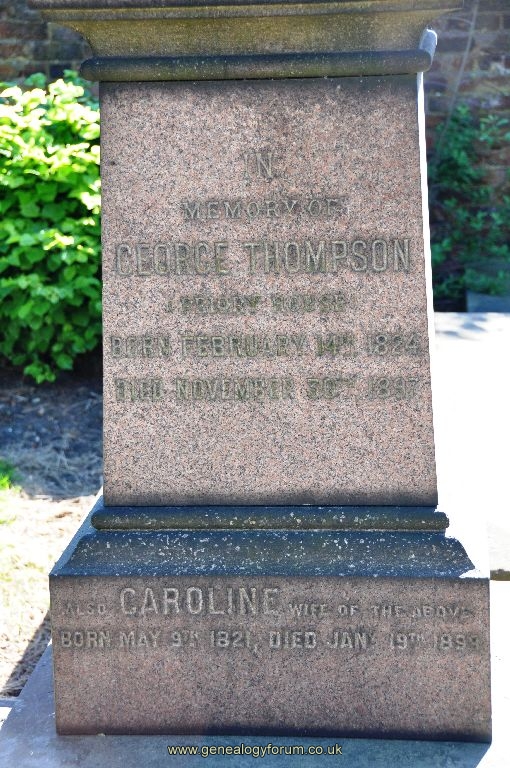 IN
MEMORY OF
GEORGE THOMPSON
(PRIORY HOUSE)
BORN FEBRUARY 14TH 1824
DIED NOVEMBER 30TH 1897
ALSO CAROLINE WIFE OF THE ABOVE
BORN MAY 9TH 1821, DIED JANY 19TH
www.genealogyforum.co.uk